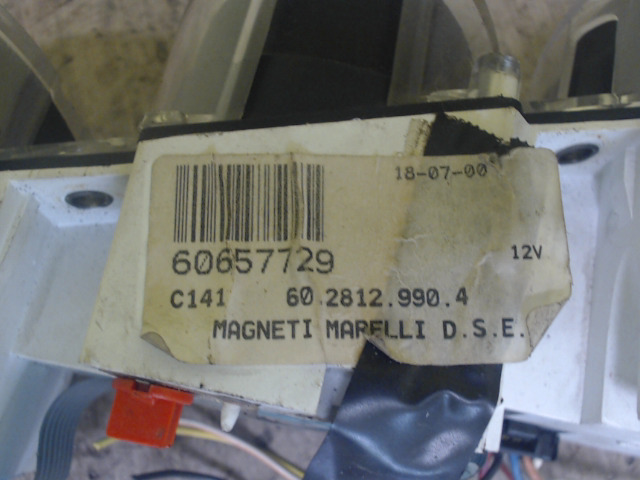 18-07-00
60657729
12V
C141 60.2812.990.4
MAGNETI MARELLI D.S.E.